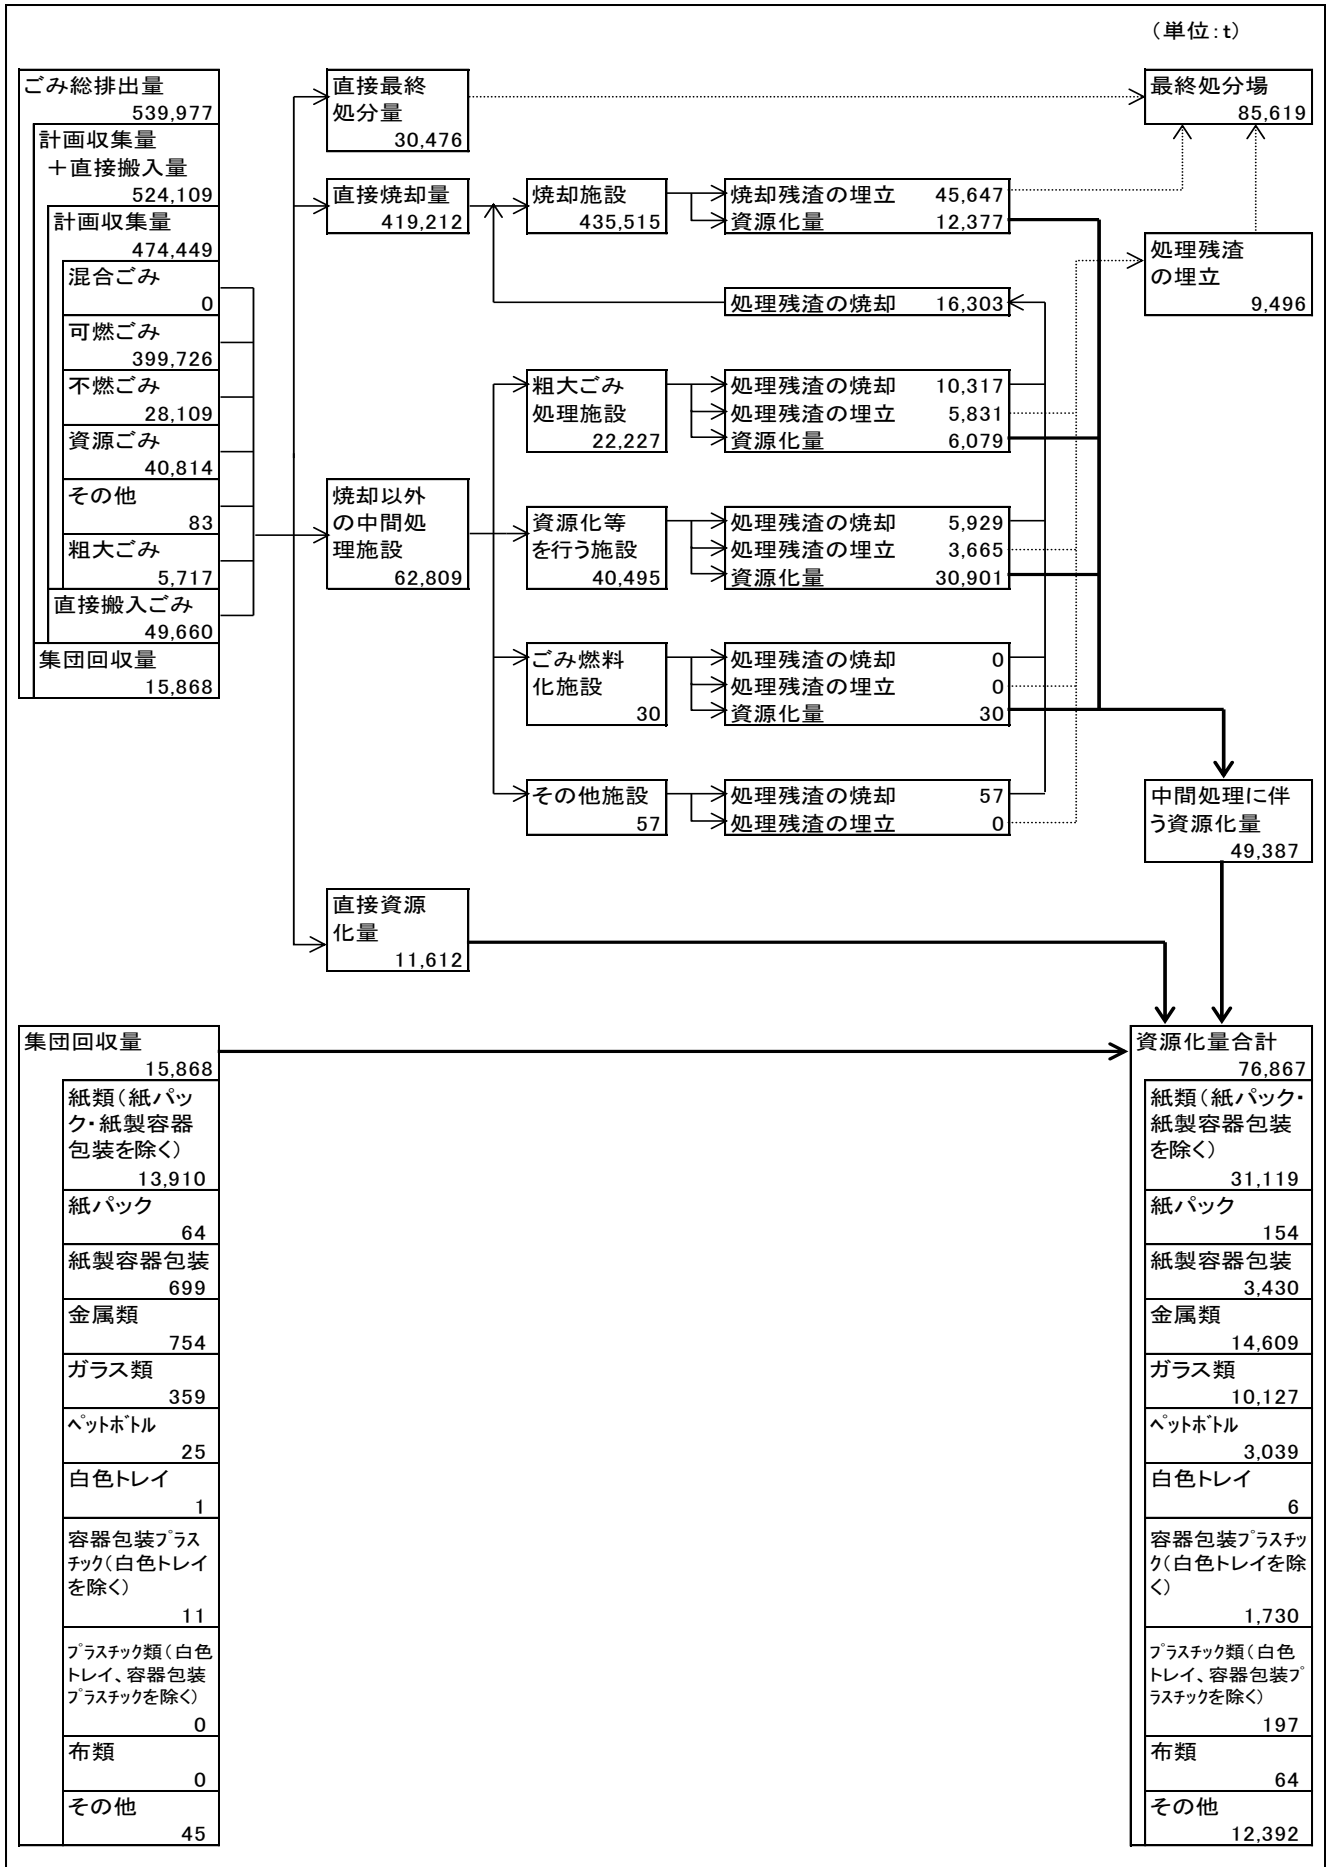 （単位：t）
ごみ総排出量
539,977
計画収集量
＋直接搬入量
524,109
計画収集量
474,449
混合ごみ
0
可燃ごみ
399,726
不燃ごみ
28,109
資源ごみ
40,814
その他
83
粗大ごみ
5,717
直接搬入ごみ
49,660
集団回収量
15,868
直接最終
処分量
30,476
直接焼却量
419,212
焼却以外
の中間処
理施設
62,809
直接資源
化量
11,612
焼却施設
435,515
粗大ごみ
処理施設
22,227
資源化等
を行う施設
40,495
ごみ燃料
化施設
30
その他施設
57
焼却残渣の埋立 45,647
資源化量 12,377
処理残渣の焼却 16,303
処理残渣の焼却 10,317
処理残渣の埋立 5,831
資源化量 6,079
処理残渣の焼却 5,929
処理残渣の埋立 3,665
資源化量 30,901
処理残渣の焼却 0
処理残渣の埋立 0
資源化量 30
処理残渣の焼却 57
処理残渣の埋立 0
最終処分場
85,619
処理残渣
の埋立
9,496
中間処理に伴
う資源化量
49,387
集団回収量
15,868
紙類（紙パッ
ク・紙製容器
包装を除く）
13,910
紙パック
64
紙製容器包装
699
金属類
754
ガラス類
359
ﾍﾟｯﾄﾎﾞﾄﾙ
25
白色トレイ
1
容器包装ﾌﾟﾗｽ
ﾁｯｸ（白色トレイ
を除く）
11
ﾌﾟﾗｽﾁｯｸ類（白色
トレイ、容器包装
ﾌﾟﾗｽﾁｯｸを除く）
0
布類
0
その他
45
資源化量合計
76,867
紙類（紙パック・
紙製容器包装
を除く）
31,119
紙パック
154
紙製容器包装
3,430
金属類
14,609
ガラス類
10,127
ﾍﾟｯﾄﾎﾞﾄﾙ
3,039
白色トレイ
6
容器包装ﾌﾟﾗｽﾁｯ
ｸ（白色トレイを除
く）
1,730
ﾌﾟﾗｽﾁｯｸ類（白色
トレイ、容器包装ﾌﾟ
ﾗｽﾁｯｸを除く）
197
布類
64
その他
12,392